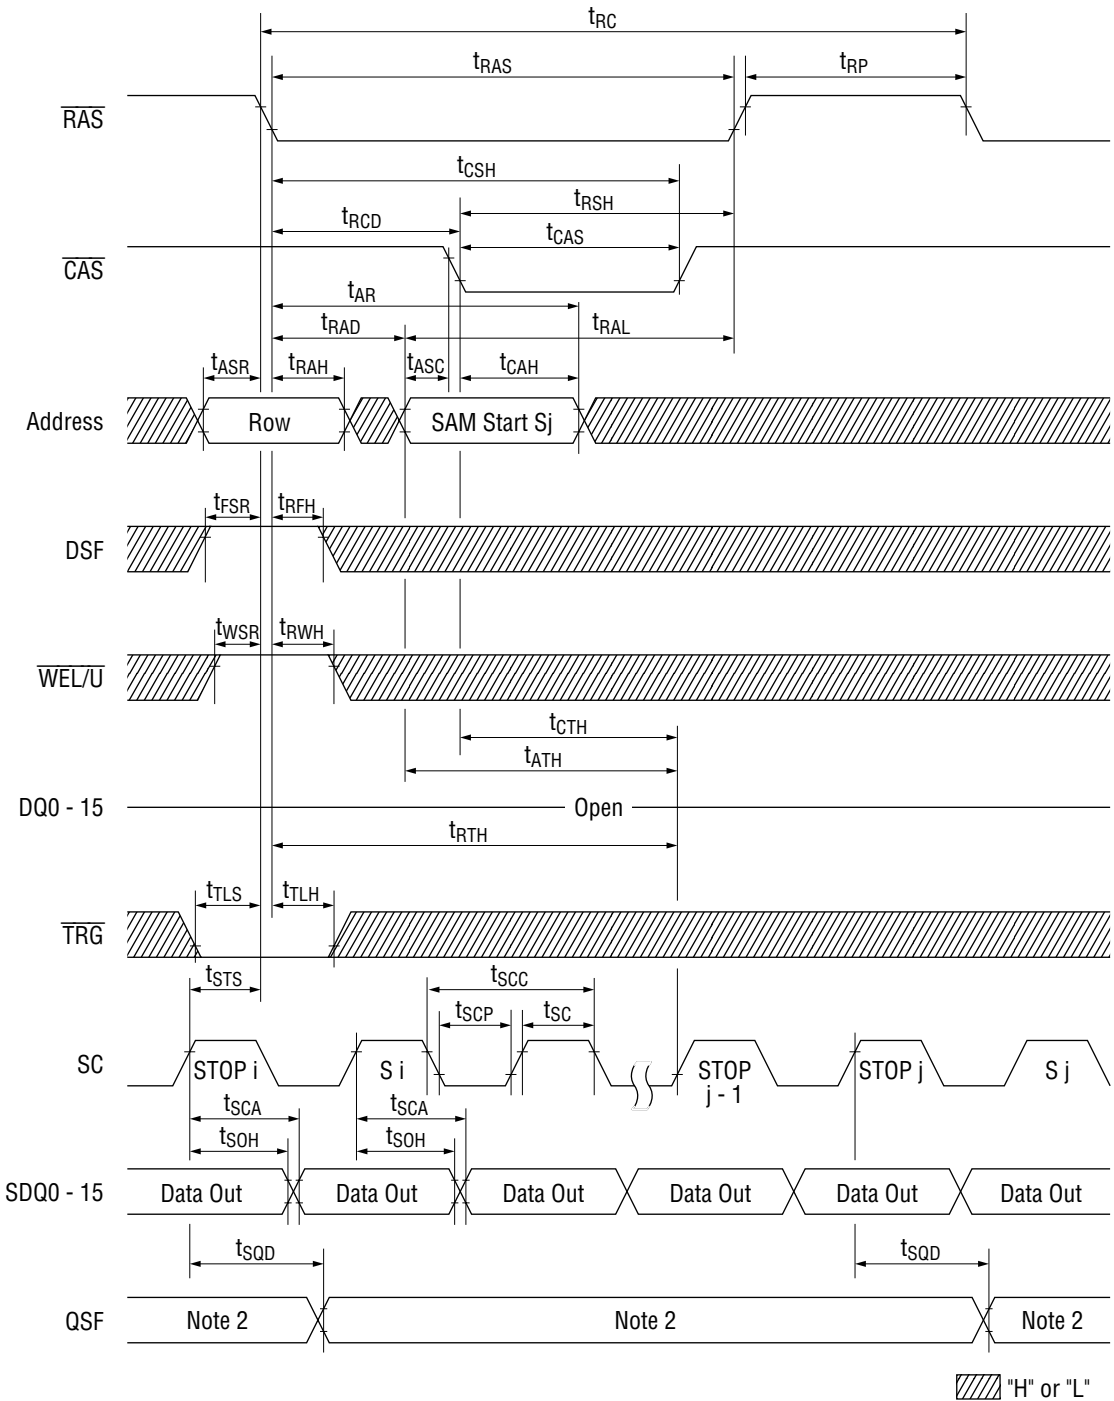 tRC
tRAS
tRP
RAS
tCSH
tRSH
tRCD
tCAS
CAS
tAR
tRAD
tRAL
tASR
tRAH
tASC
tCAH
Address
Row
SAM Start Sj
tFSR
tRFH
DSF
tWSR
tRWH
WEL/U
tCTH
tATH
DQ0 - 15
Open
tRTH
tTLS
tTLH
TRG
tSTS
tSCC
tSCP
tSC
SC
STOP i
S i
STOP
j - 1
STOP j
S j
tSCA
tSCA
tSOH
tSOH
SDQ0 - 15
Data Out
Data Out
Data Out
Data Out
Data Out
Data Out
tSQD
tSQD
QSF
Note 2
Note 2
Note 2
"H" or "L"